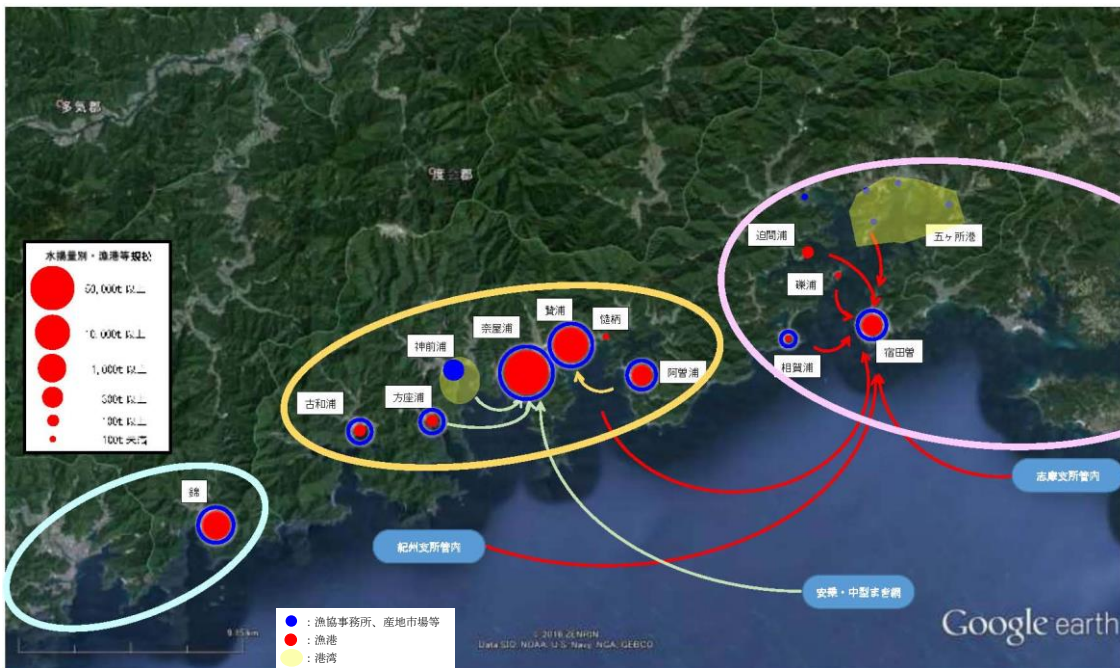 多気郡
度会郡
水揚量別・漁港等規模
50,000t 以上
10,000t 以上
1,000t 以上
500t 以上
100t 以上
100t 未満
迫間浦
五ヶ所港
礫浦
宿田曽
相賀浦
贄浦
慥柄
奈屋浦
神前浦
阿曽浦
方座浦
古和浦
錦
志摩支所管内
紀州支所管内
安乗・中型まき網
：漁協事務所、産地市場等
：漁港
：港湾
9.85 km
© 2016 ZENRIN
Data SIO, NOAA, U.S. Navy, NGA, GEBCO
Google earth